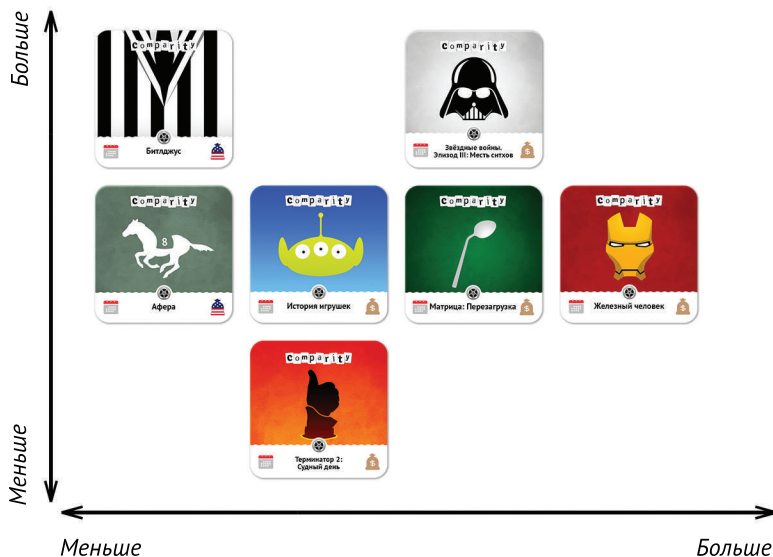 Больше
comparity
Битлджус
comparity
Звёздные войны.
Эпизод III: Месть ситхов
$
comparity
8
Афера
comparity
История игрушек
$
comparity
Матрица: Перезагрузка
$
comparity
Железный человек
$
comparity
Терминатор 2:
Судный день
$
Меньше
Меньше
Больше